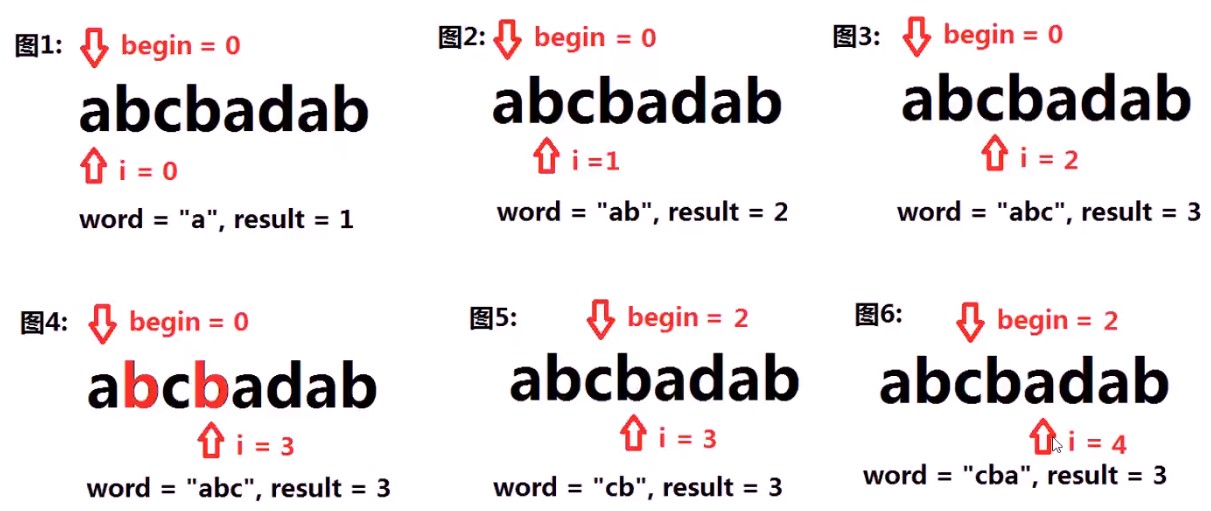 图1: begin = 0
abcbadab
i = 0
word = "a", result = 1
图2: begin = 0
abcbadab
i =1
word = "ab", result = 2
图3: begin = 0
abcbadab
i = 2
word = "abc", result = 3
图4: begin = 0
abcbadab
i = 3
word = "abc", result = 3
图5: begin = 2
abcbadab
i = 3
word = "cb", result = 3
图6: begin = 2
abcbadab
i = 4
word = "cba", result = 3